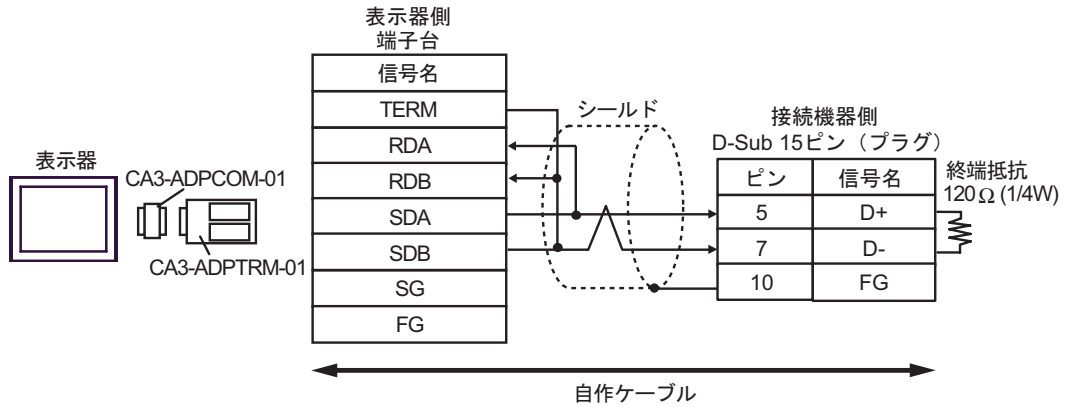 表示器
CA3-ADPCOM-01
CA3-ADPTRM-01
表示器側
端子台
信号名
TERM
RDA
RDB
SDA
SDB
SG
FG
シールド
接続機器側
D-Sub 15ピン（プラグ）
ピン 信号名
5 D+
7 D-
10 FG
終端抵抗
120Ω(1/4W)
自作ケーブル